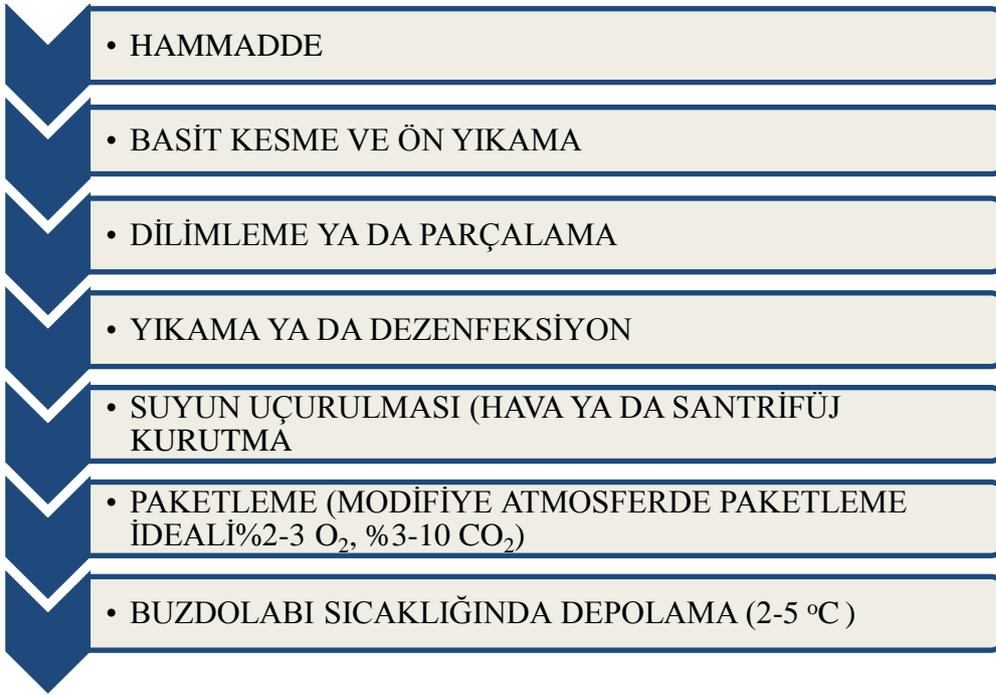 • HAMMADDE
• BASİT KESME VE ÖN YIKAMA
• DİLİMLEME YA DA PARÇALAMA
• YIKAMA YA DA DEZENFEKSİYON
• SUYUN UÇURULMASI (HAVA YA DA SANTRİFÜJ
KURUTMA
• PAKETLEME (MODİFİYE ATMOSFERDE PAKETLEME
İDEALİ%2-3 O₂, %3-10 CO₂)
• BUZDOLABI SICAKLIĞINDA DEPOLAMA (2-5 ᵒC )